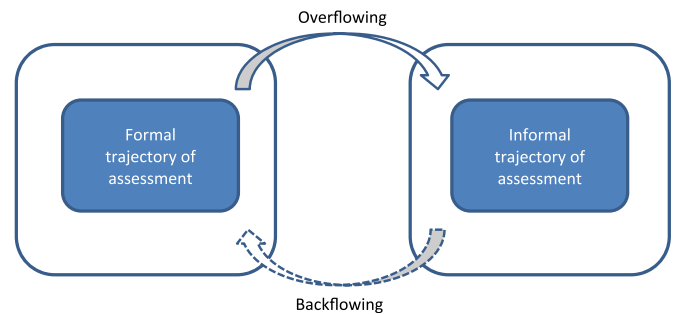 Overflowing
Formal
trajectory of
assessment
Informal
trajectory of
assessment
Backflowing